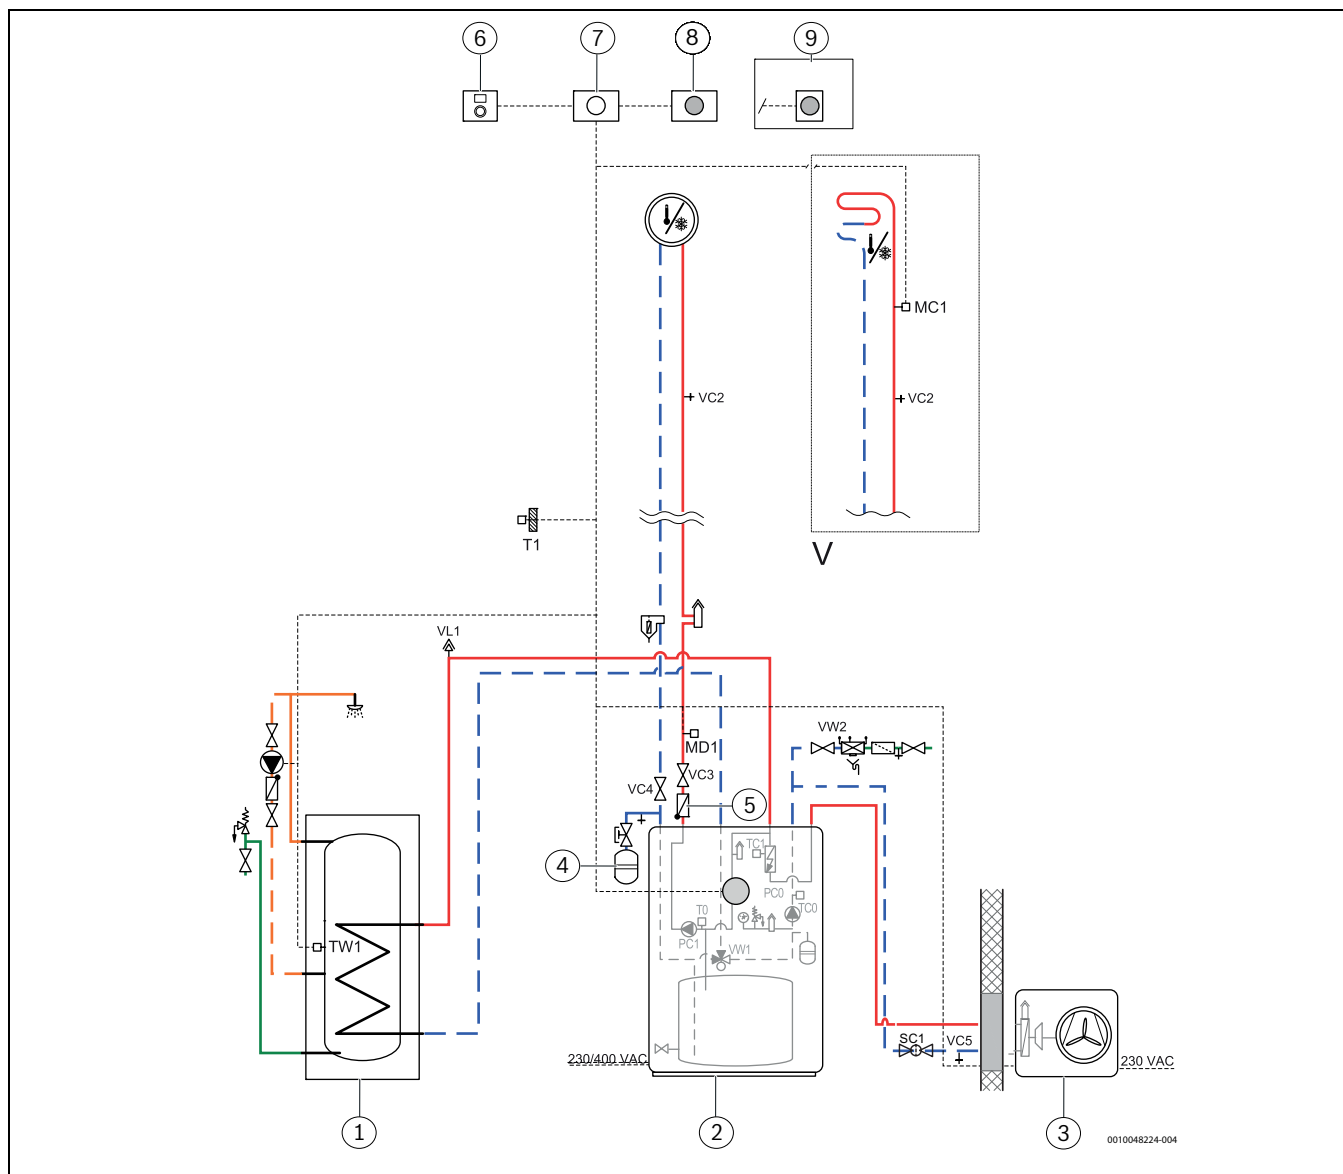 6
7
8
9
MC1
VC2
VC2
T1
V
VL1
VW2
MD1
VC3
VC4
5
4
TC1
PC0
TC0
T0
PC1
VW1
TW1
SC1
VC5
230/400 VAC
230 VAC
1
2
3
0010048224-004